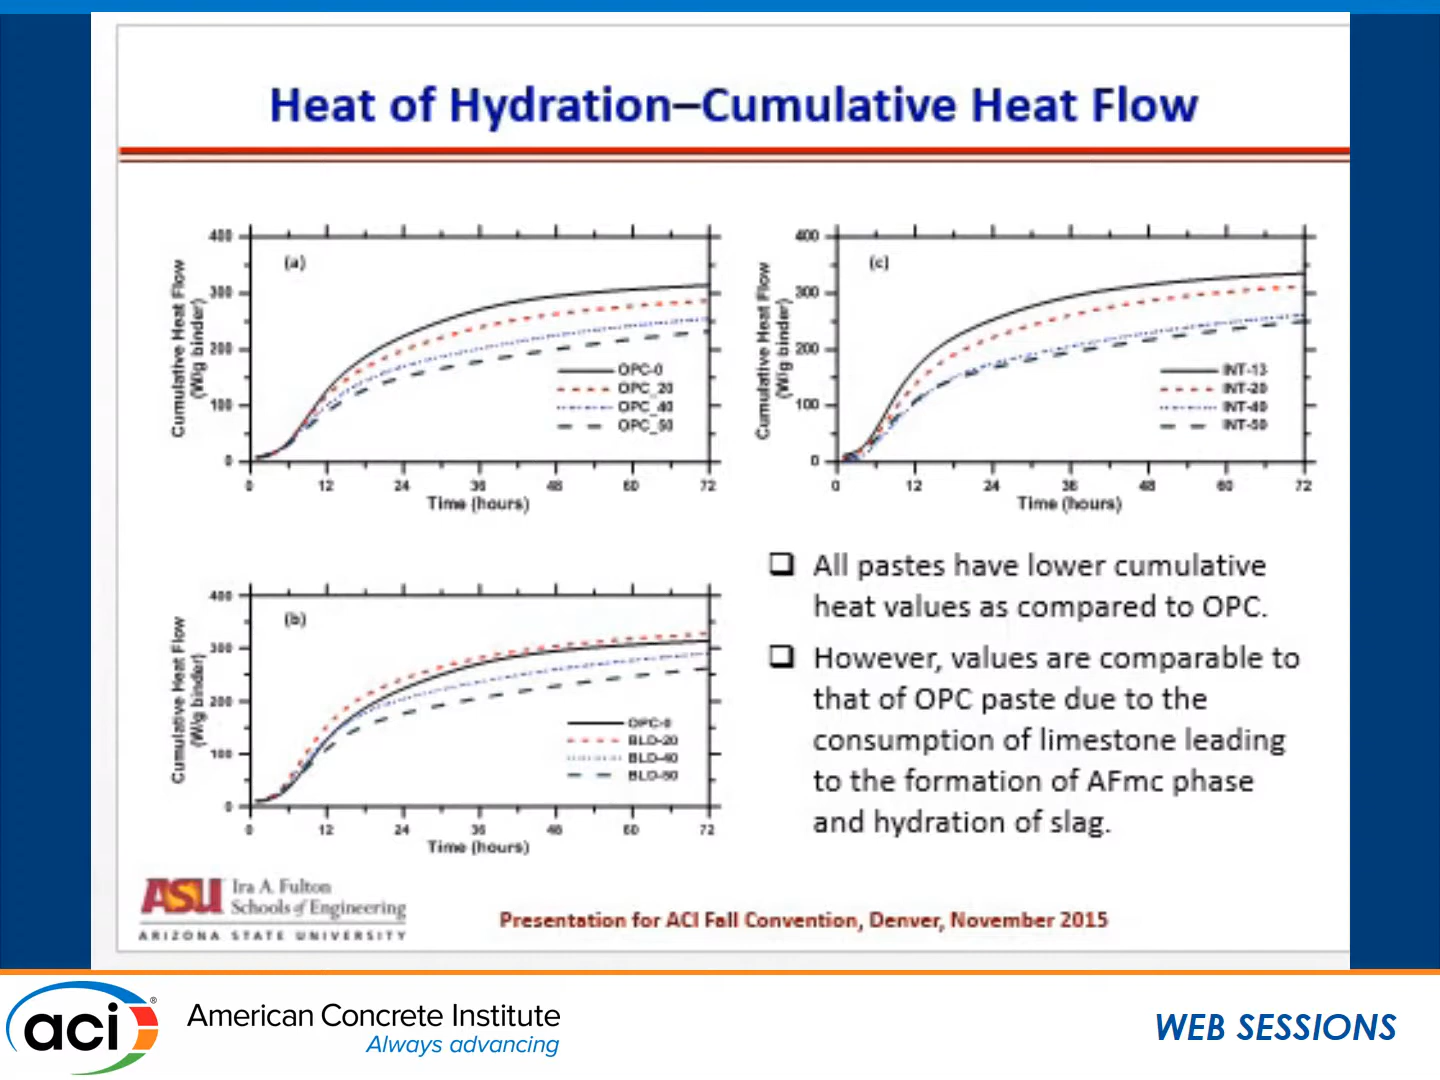 Heat of Hydration–Cumulative Heat Flow
400
300
200
100
0
Cumulative Heat Flow
(W/g binder)
(a)
OPC-0
OPC_20
OPC_40
OPC_50
0 12 24 36 48 60 72
Time (hours)
400
300
200
100
0
Cumulative Heat Flow
(W/g binder)
(c)
INT-13
INT-20
INT-40
INT-50
0 12 24 36 48 60 72
Time (hours)
400
300
200
100
0
Cumulative Heat Flow
(W/g binder)
(b)
OPC-0
BLD-20
BLD-40
BLD-50
0 12 24 36 48 60 72
Time (hours)
All pastes have lower cumulative
heat values as compared to OPC.
However, values are comparable to
that of OPC paste due to the
consumption of limestone leading
to the formation of AFmc phase
and hydration of slag.
ASU Ira A. Fulton
Schools of Engineering
ARIZONA STATE UNIVERSITY
Presentation for ACI Fall Convention, Denver, November 2015
aci®
American Concrete Institute
Always advancing
WEB SESSIONS